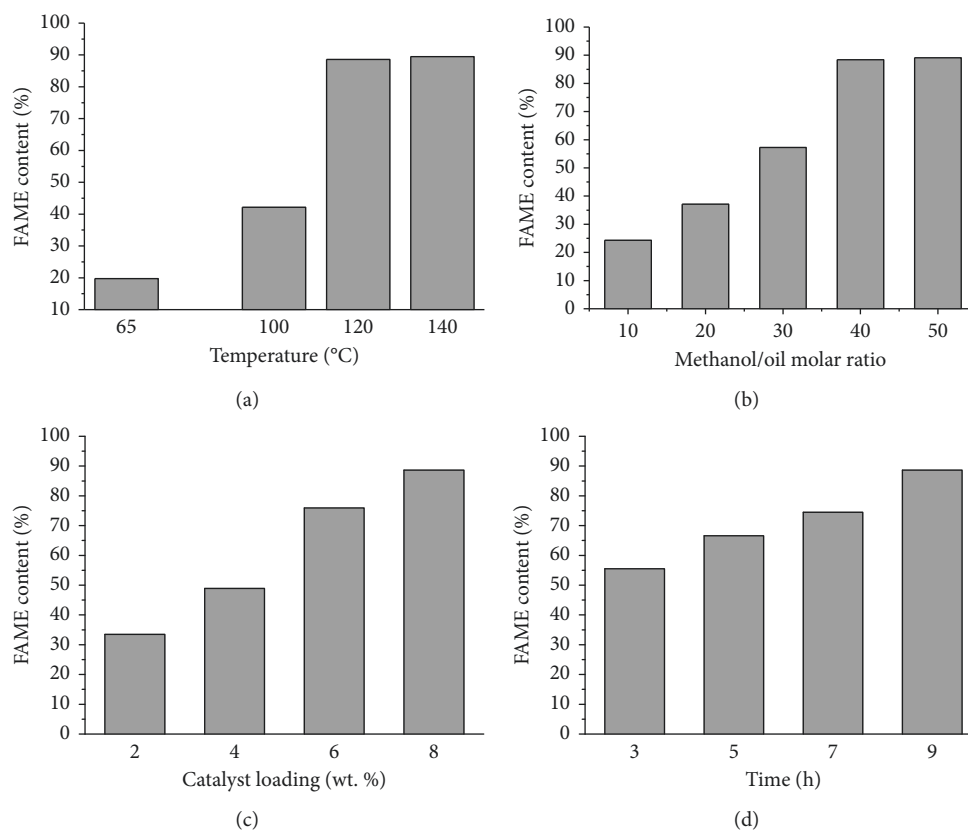 FAME content (%)
100
90
80
70
60
50
40
30
20
10
65 100 120 140
Temperature (°C)
(a)
FAME content (%)
100
90
80
70
60
50
40
30
20
10
0
10 20 30 40 50
Methanol/oil molar ratio
(b)
FAME content (%)
100
90
80
70
60
50
40
30
20
10
0
2 4 6 8
Catalyst loading (wt. %)
(c)
FAME content (%)
100
90
80
70
60
50
40
30
20
10
0
3 5 7 9
Time (h)
(d)